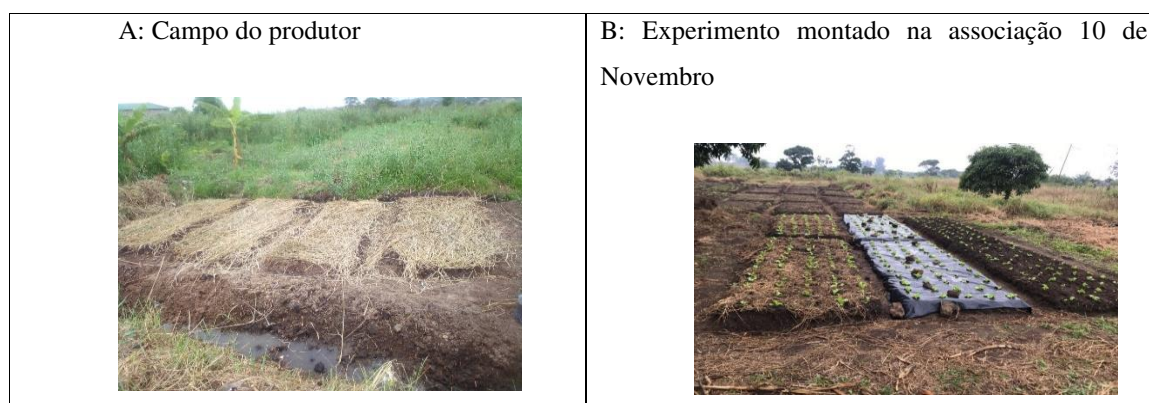 A: Campo do produtor
B: Experimento montado na associação 10 de
Novembro